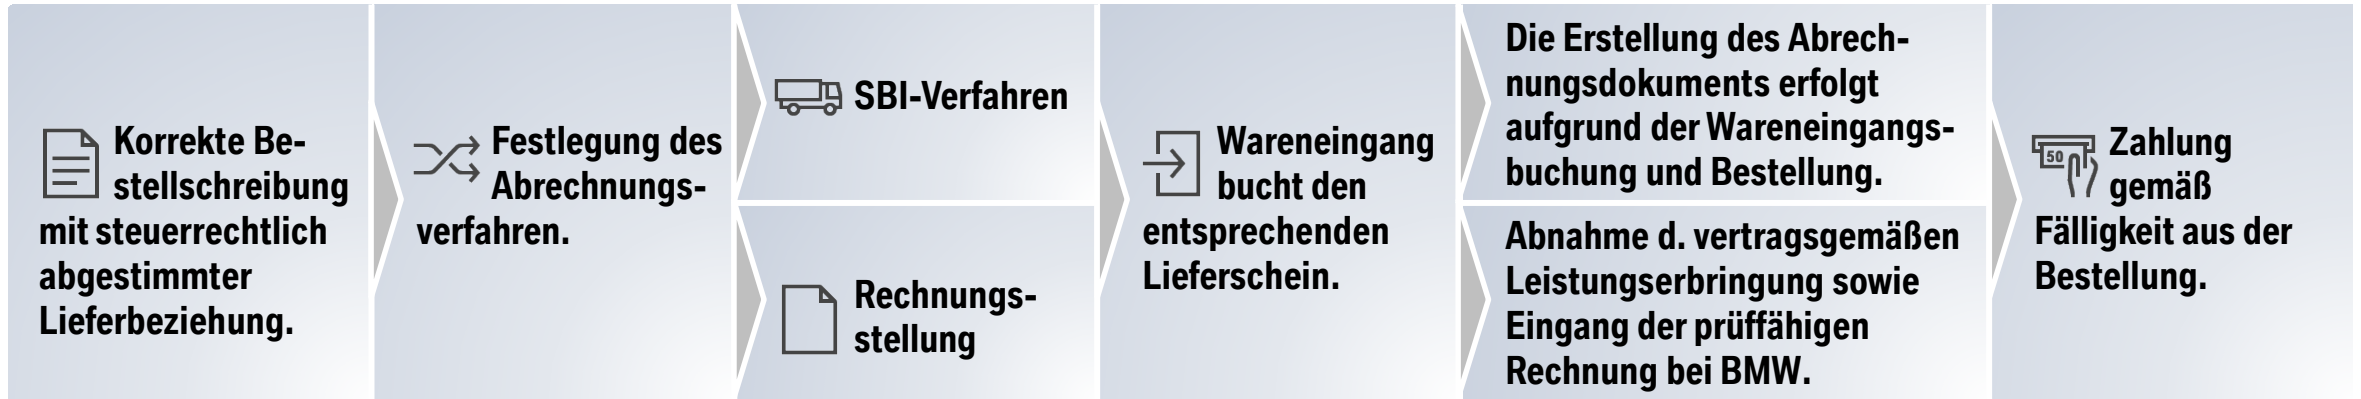 Korrekte Be-
stellschreibung
mit steuerrechtlich
abgestimmter
Lieferbeziehung.
Festlegung des
Abrechnungs-
verfahren.
SBI-Verfahren
Rechnungs-
stellung
Wareneingang
bucht den
entsprechenden
Lieferschein.
Die Erstellung des Abrech-
nungsdokuments erfolgt
aufgrund der Wareneingangs-
buchung und Bestellung.
Abnahme d. vertragsgemäßen
Leistungserbringung sowie
Eingang der prüffähigen
Rechnung bei BMW.
50
Zahlung
gemäß
Fälligkeit aus der
Bestellung.